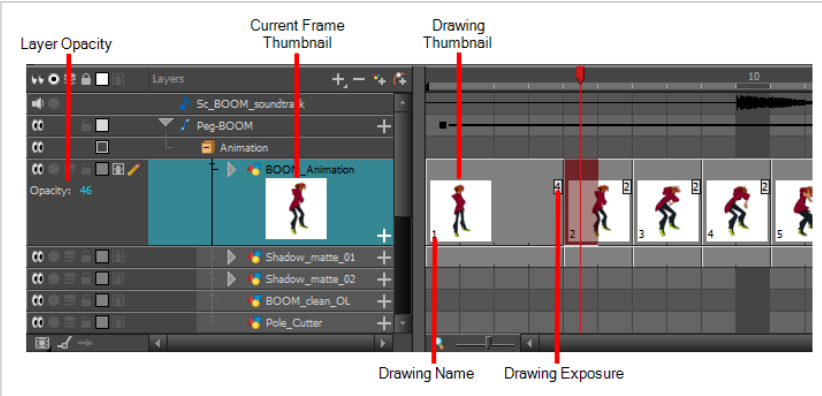 Current Frame
Thumbnail
Drawing
Thumbnail
Layer Opacity
Layers
10
Sc_BOOM_soundtrack
Peg-BOOM
Animation
BOOM_Animation
Opacity: 46
4
2
2
2
1
2
3
4
5
Shadow_matte_01
Shadow_matte_02
BOOM_clean_OL
Pole_Cutter
Drawing Name
Drawing Exposure